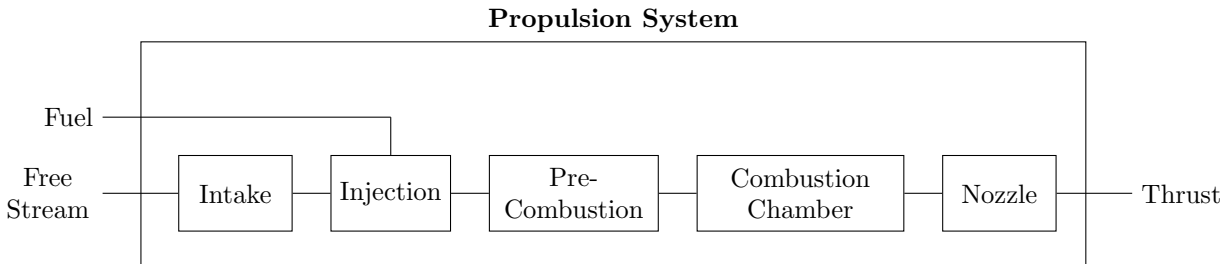 Propulsion System
Fuel
Free
Stream
Intake
Injection
Pre-
Combustion
Combustion
Chamber
Nozzle
Thrust